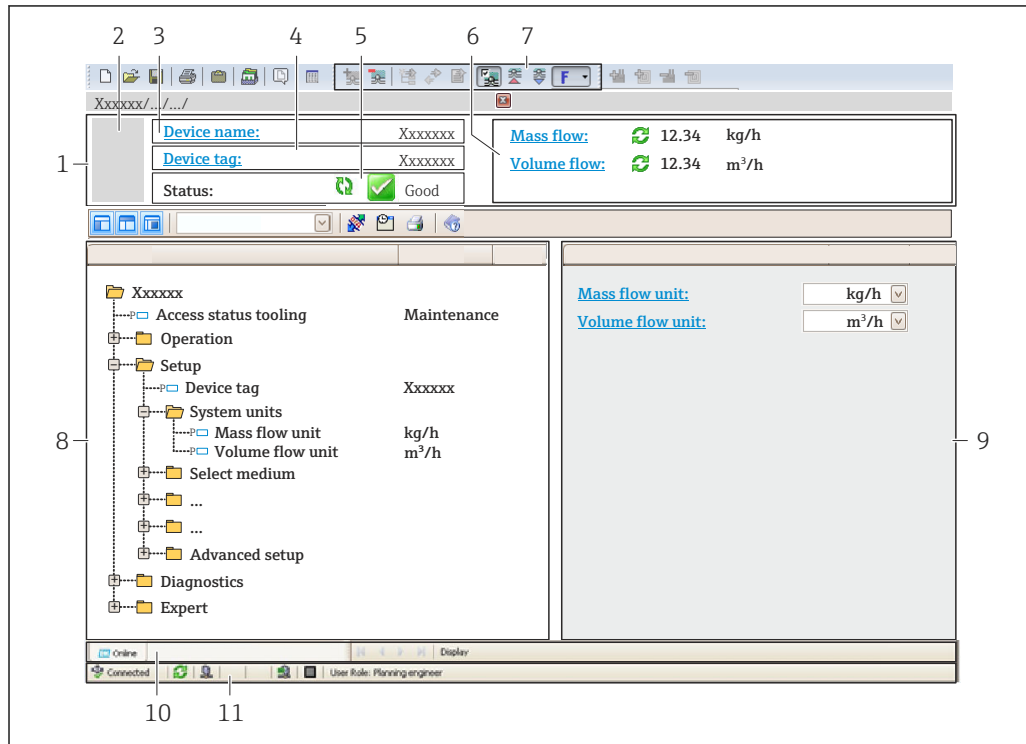 2 3 4 5 6 7
F
Xxxxxx/.../.../
1
Device name: Xxxxxxx
Device tag: Xxxxxxx
Status: Good
Mass flow: 12.34 kg/h
Volume flow: 12.34 m³/h
Xxxxxx
P Access status tooling Maintenance
Operation
Setup
P Device tag Xxxxxx
System units
P Mass flow unit kg/h
P Volume flow unit m³/h
Select medium
...
...
Advanced setup
Diagnostics
Expert
8
Mass flow unit: kg/h
Volume flow unit: m³/h
9
Online Display
Connected User Role: Planning engineer
10 11